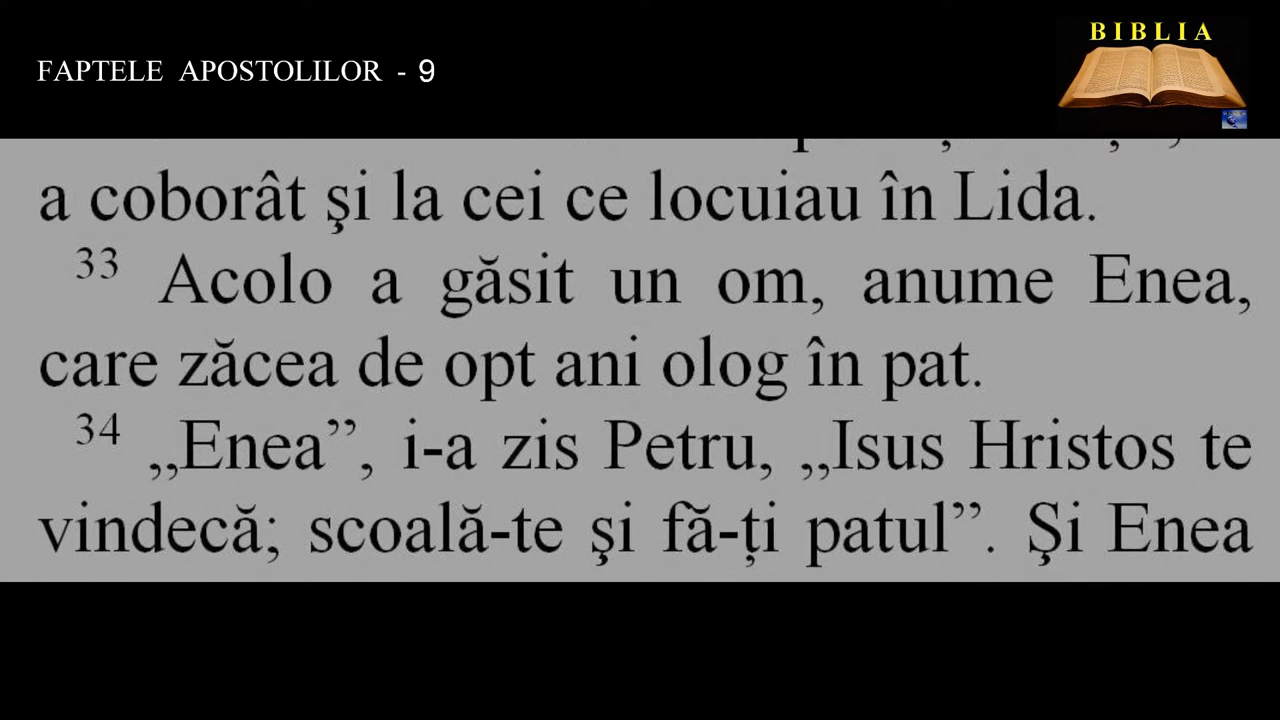 BIBLIA
FAPTELE APOSTOLILOR - 9
a coborât şi la cei ce locuiau în Lida.
33 Acolo a găsit un om, anume Enea,
care zăcea de opt ani olog în pat.
34 „Enea”, i-a zis Petru, „Isus Hristos te
vindecă; scoală-te şi fă-ţi patul”. Şi Enea